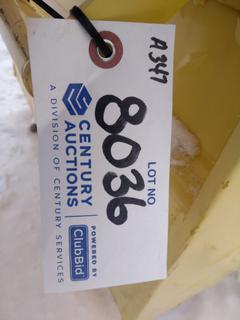 A347
LOT NO
8036
CENTURY
AUCTIONS
A DIVISION OF CENTURY SERVICES
POWERED BY
ClubBid